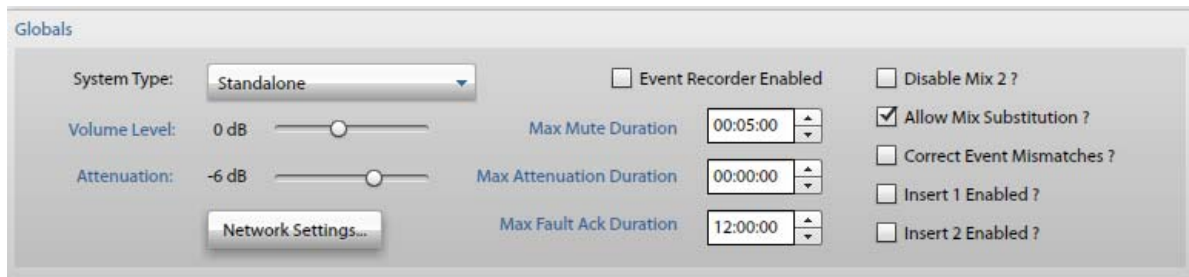 Globals
System Type: Standalone
Event Recorder Enabled
Disable Mix 2 ?
Volume Level: 0 dB
Max Mute Duration 00:05:00
Allow Mix Substitution ?
Correct Event Mismatches ?
Attenuation: -6 dB
Max Attenuation Duration 00:00:00
Insert 1 Enabled ?
Network Settings...
Max Fault Ack Duration 12:00:00
Insert 2 Enabled ?